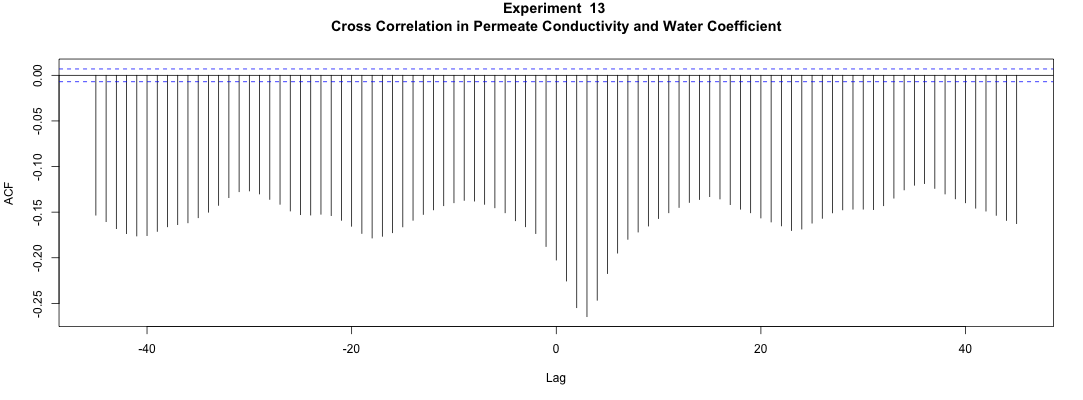 Experiment 13
Cross Correlation in Permeate Conductivity and Water Coefficient
ACF
0.00
-0.05
-0.10
-0.15
-0.20
-0.25
-40 -20 0 20 40
Lag